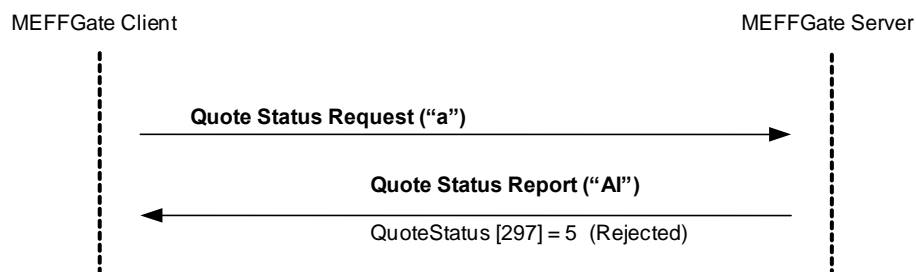 MEFFGate Client
MEFFGate Server
Quote Status Request (“a”)
Quote Status Report (“AI”)
QuoteStatus [297] = 5 (Rejected)